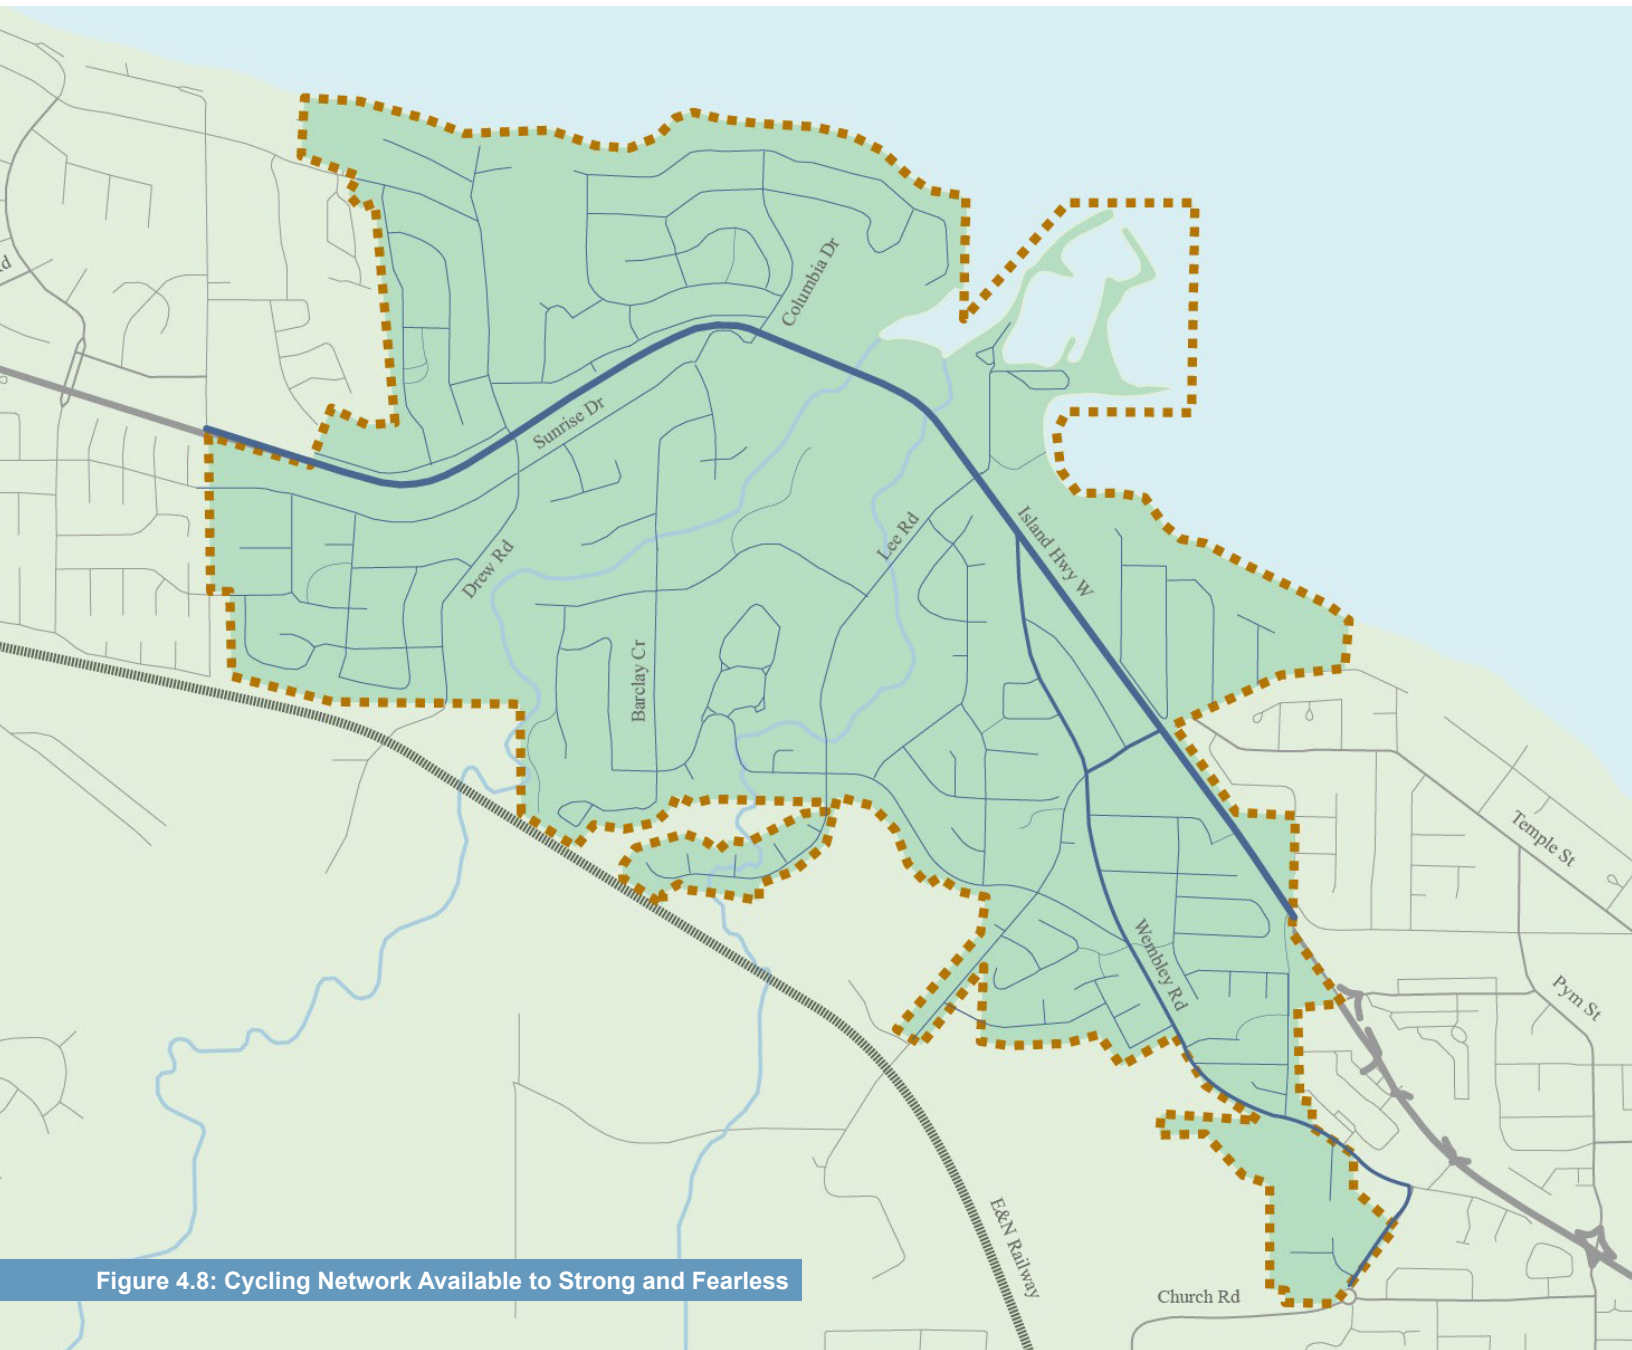 Columbia Dr
Sunrise Dr
Lee Rd
Island Hwy W
Drew Rd
Barclay Cr
Temple St
Wembley Rd
Pym St
E&N Railway
Figure 4.8: Cycling Network Available to Strong and Fearless
Church Rd